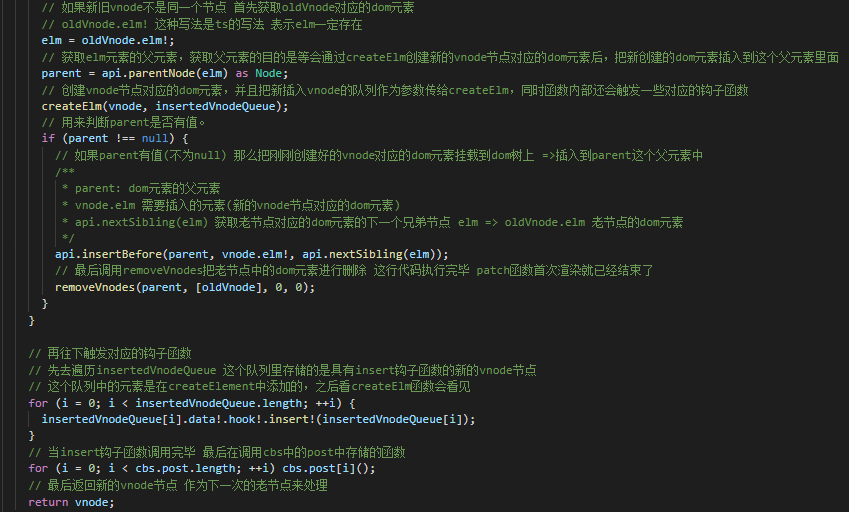 // 如果新旧vnode不是同一个节点 首先获取oldVnode对应的dom元素
// oldVnode.elm! 这种写法是ts的写法 表示elm一定存在
elm = oldVnode.elm!;
// 获取elm元素的父元素，获取父元素的目的是等会通过createElm创建新的vnode节点对应的dom元素后，把新创建的dom元素插入到这个父元素里面
parent = api.parentNode(elm) as Node;
// 创建vnode节点对应的dom元素，并且把新插入vnode的队列作为参数传给createElm，同时函数内部还会触发一些对应的钩子函数
createElm(vnode, insertedVnodeQueue);
// 用来判断parent是否有值。
if (parent !== null) {
// 如果parent有值(不为null) 那么把刚刚创建好的vnode对应的dom元素挂载到dom树上 =>插入到parent这个父元素中
/**
* parent: dom元素的父元素
* vnode.elm 需要插入的元素(新的vnode节点对应的dom元素)
* api.nextSibling(elm) 获取老节点对应的dom元素的下一个兄弟节点 elm => oldVnode.elm 老节点的dom元素
*/
api.insertBefore(parent, vnode.elm!, api.nextSibling(elm));
// 最后调用removeVnodes把老节点中的dom元素进行删除 这行代码执行完毕 patch函数首次渲染就已经结束了
removeVnodes(parent, [oldVnode], 0, 0);
}
}
// 再往下触发对应的钩子函数
// 先去遍历insertedVnodeQueue 这个队列里存储的是具有insert钩子函数的新的vnode节点
// 这个队列中的元素是在createElement中添加的，之后看createElm函数会看见
for (i = 0; i < insertedVnodeQueue.length; ++i) {
insertedVnodeQueue[i].data!.hook!.insert!(insertedVnodeQueue[i]);
}
// 当insert钩子函数调用完毕 最后在调用cbs中的post中存储的函数
for (i = 0; i < cbs.post.length; ++i) cbs.post[i]();
// 最后返回新的vnode节点 作为下一次的老节点来处理
return vnode;